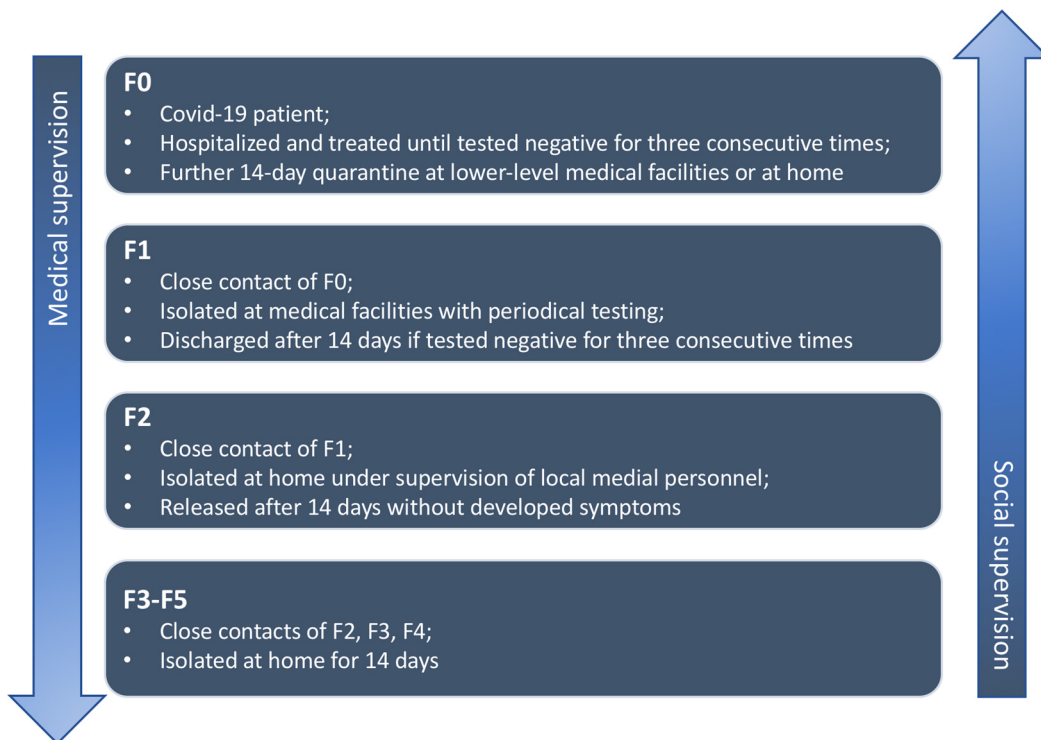 Medical supervision
F0
• Covid-19 patient;
• Hospitalized and treated until tested negative for three consecutive times;
• Further 14-day quarantine at lower-level medical facilities or at home
F1
• Close contact of F0;
• Isolated at medical facilities with periodical testing;
• Discharged after 14 days if tested negative for three consecutive times
F2
• Close contact of F1;
• Isolated at home under supervision of local medial personnel;
• Released after 14 days without developed symptoms
F3-F5
• Close contacts of F2, F3, F4;
• Isolated at home for 14 days
Social supervision